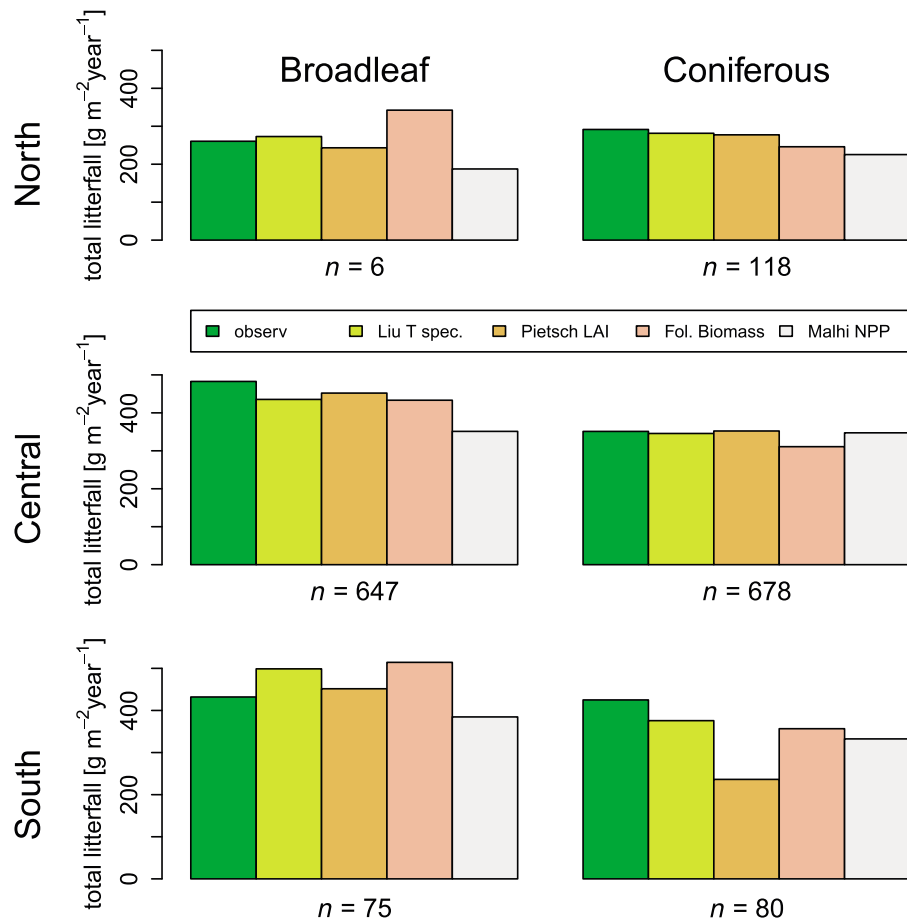 Broadleaf Coniferous
North
total litterfall [g m−2year−1]
0 200 400
n = 6 n = 118
observ Liu T spec. Pietsch LAI Fol. Biomass Malhi NPP
Central
total litterfall [g m−2year−1]
0 200 400
n = 647 n = 678
South
total litterfall [g m−2year−1]
0 200 400
n = 75 n = 80